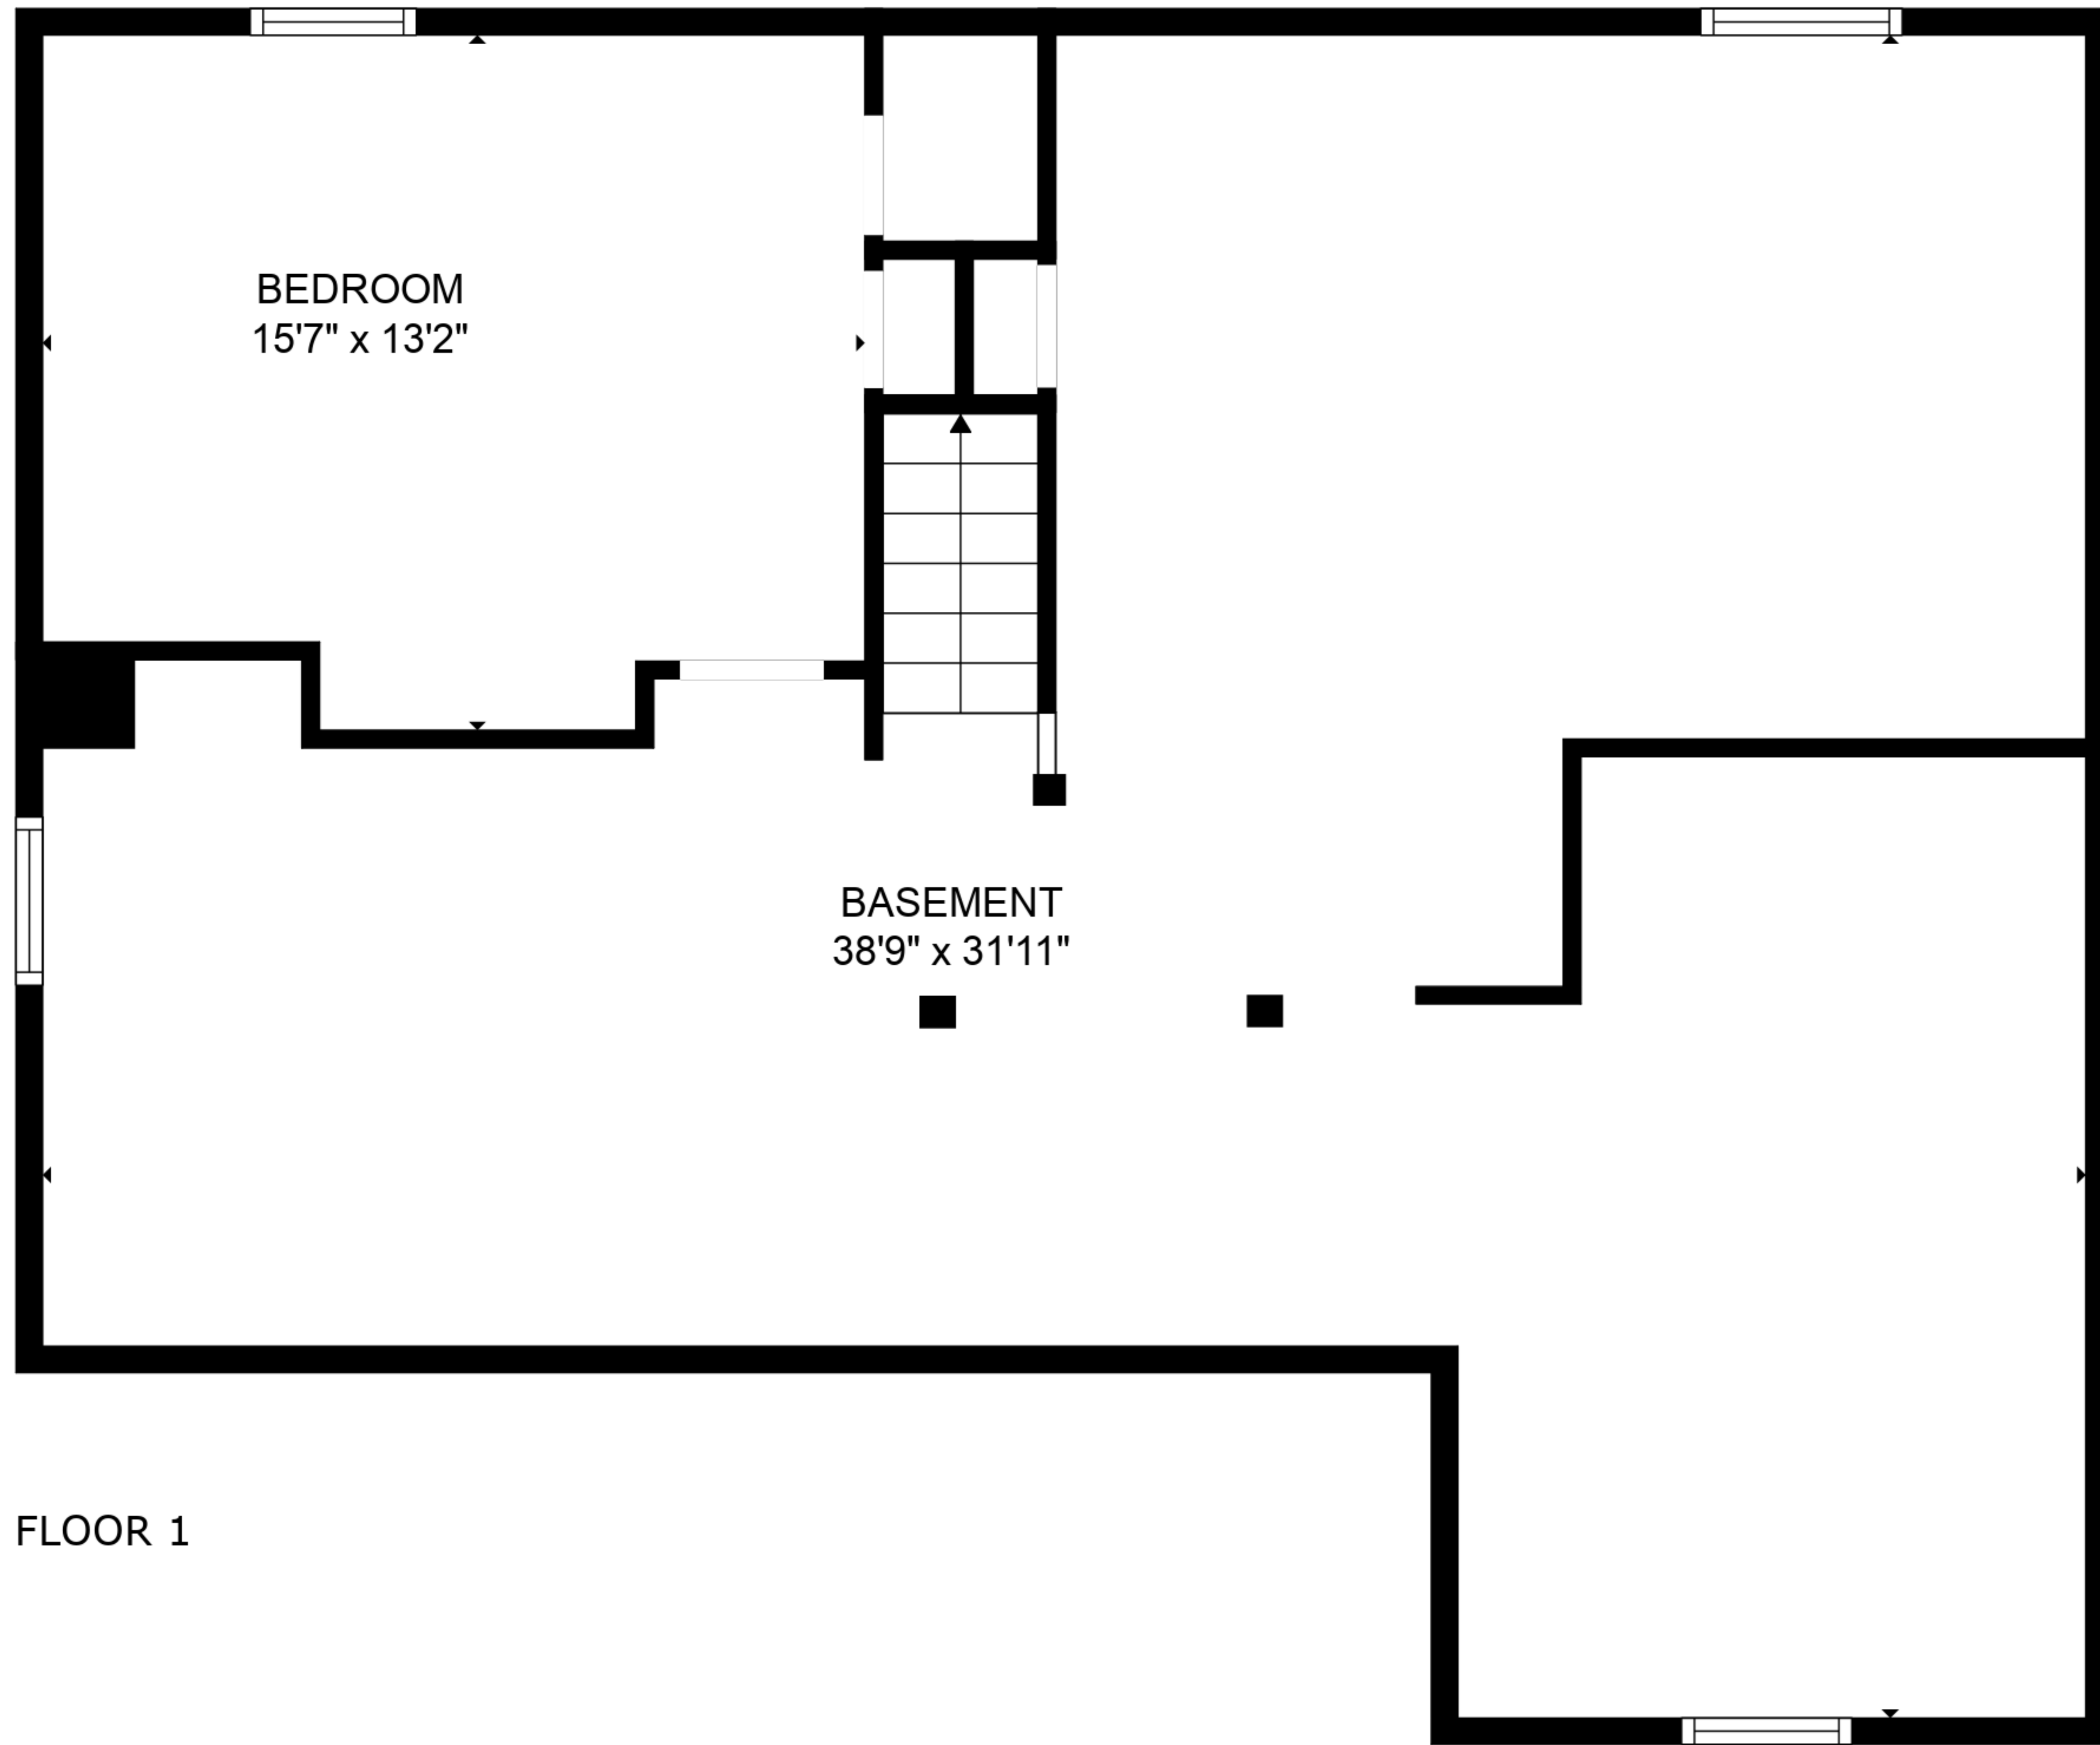 BEDROOM
15'7" x 13'2"
BASEMENT
38'9" x 31'11"
FLOOR 1